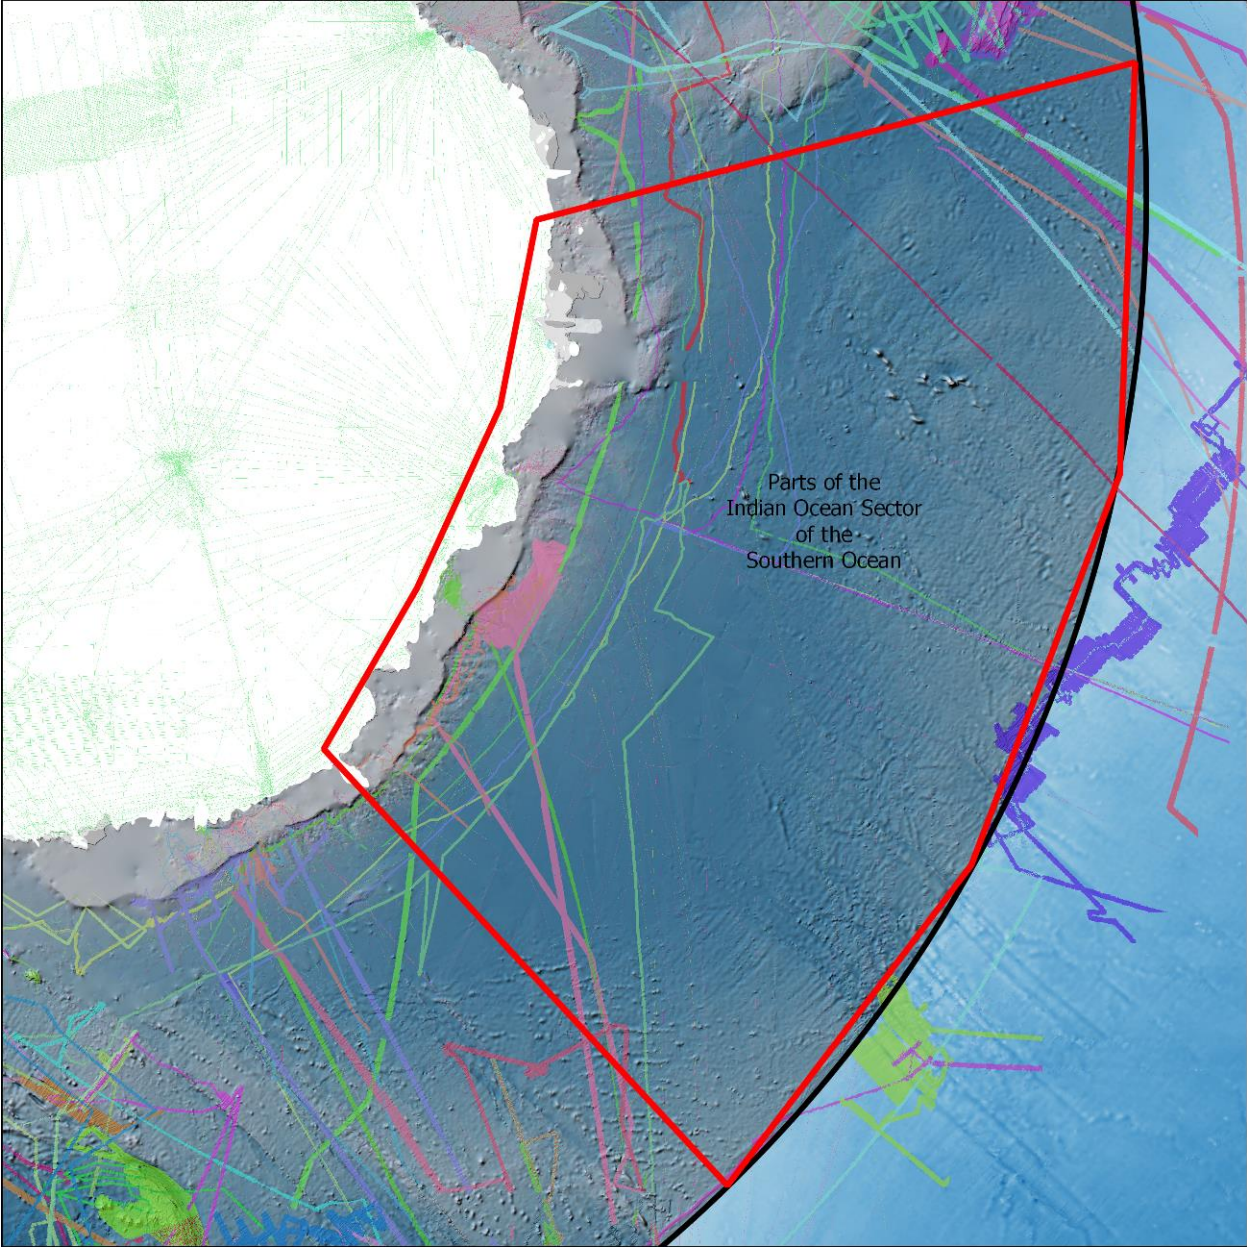 Parts of the
Indian Ocean Sector
of the
Southern Ocean